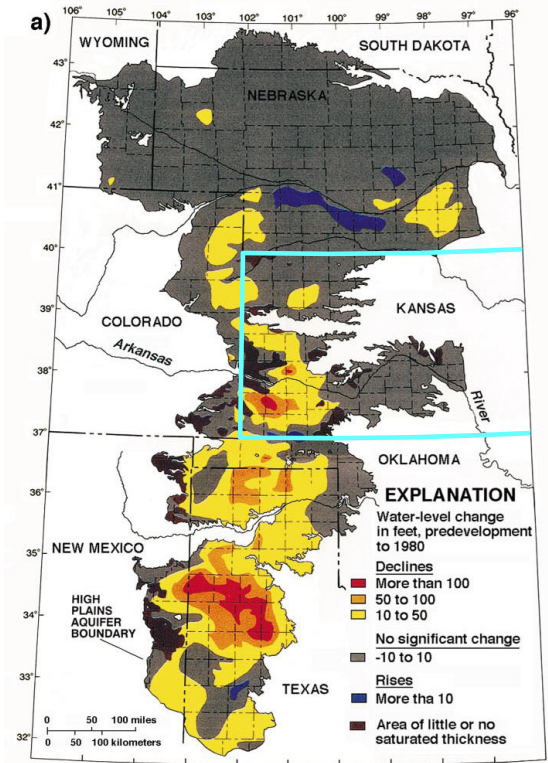 a)
106° 105° 104° 103° 102° 101° 100° 99° 98° 97° 96°
WYOMING
SOUTH DAKOTA
43°
NEBRASKA
42°
41°
40°
39°
KANSAS
COLORADO
Arkansas
38°
River
37°
OKLAHOMA
36°
EXPLANATION
Water-level change
in feet, predevelopment
to 1980
35°
NEW MEXICO
Declines
More than 100
50 to 100
10 to 50
34°
HIGH
PLAINS
AQUIFER
BOUNDARY
No significant change
-10 to 10
33°
TEXAS
Rises
More tha 10
0 50 100 miles
0 50 100 kilometers
32°
Area of little or no
saturated thickness